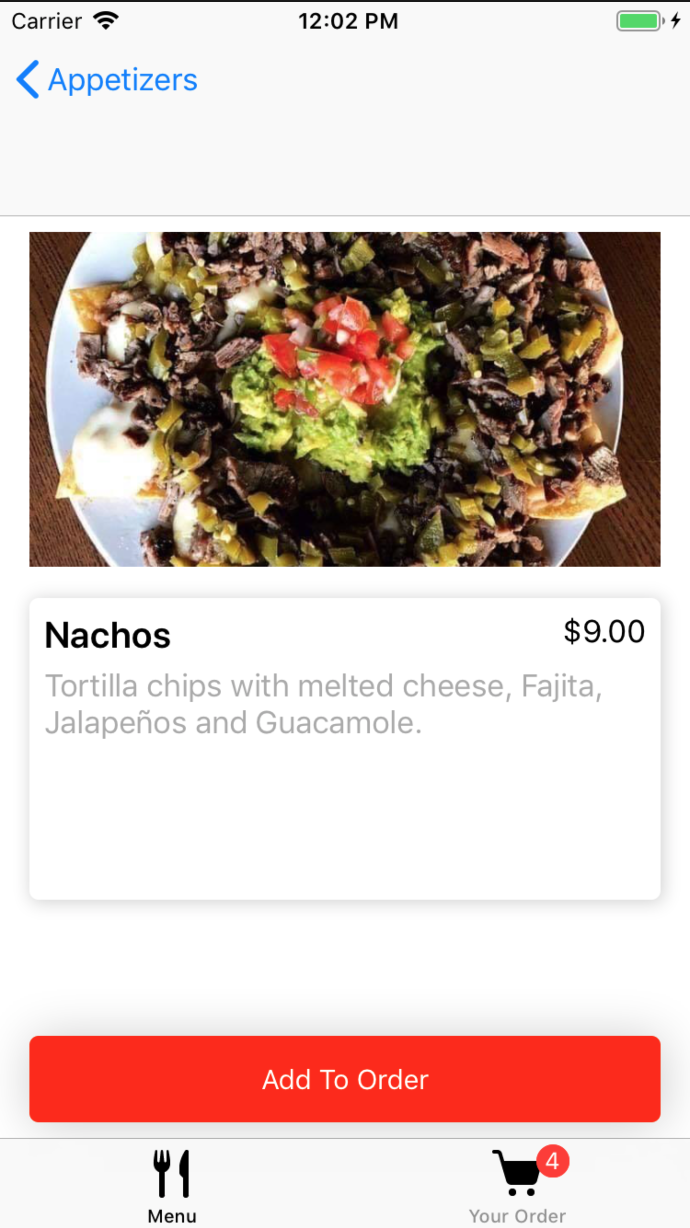 Carrier 12:02 PM
Appetizers
Nachos $9.00
Tortilla chips with melted cheese, Fajita,
Jalapeños and Guacamole.
Add To Order
4
Menu Your Order